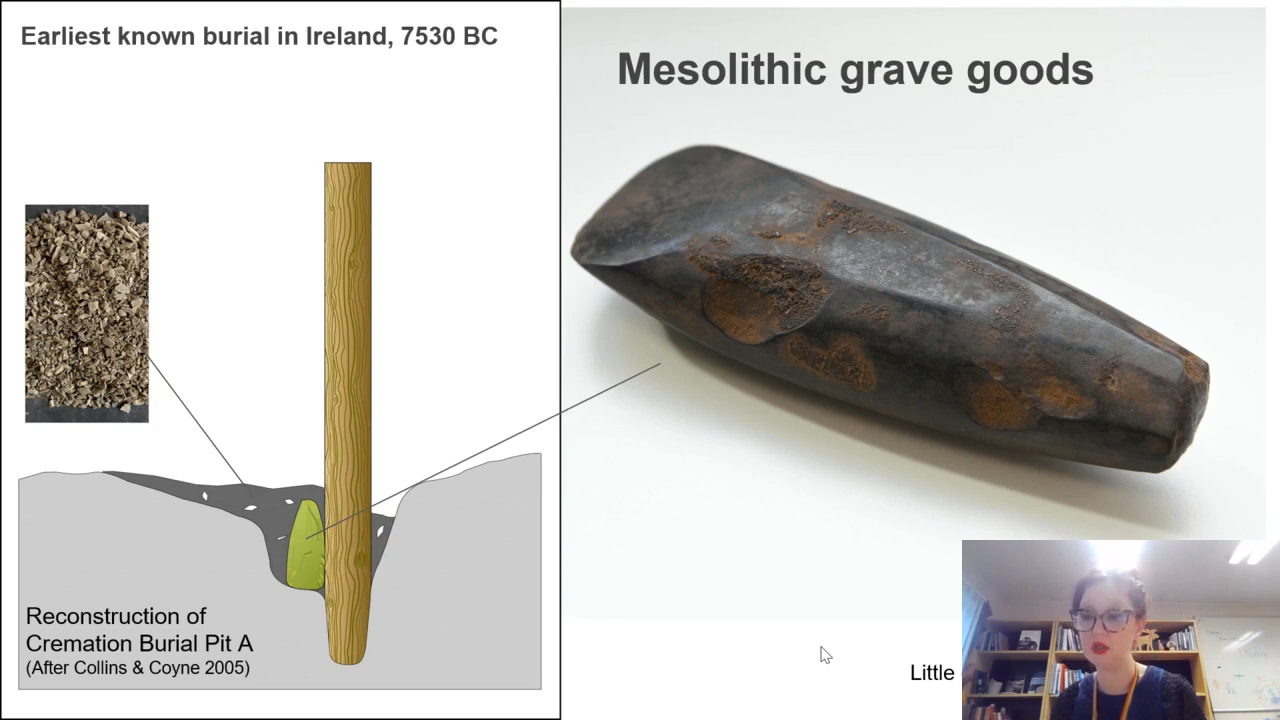 Earliest known burial in Ireland, 7530 BC
Mesolithic grave goods
Reconstruction of
Cremation Burial Pit A
(After Collins & Coyne 2005)
Little